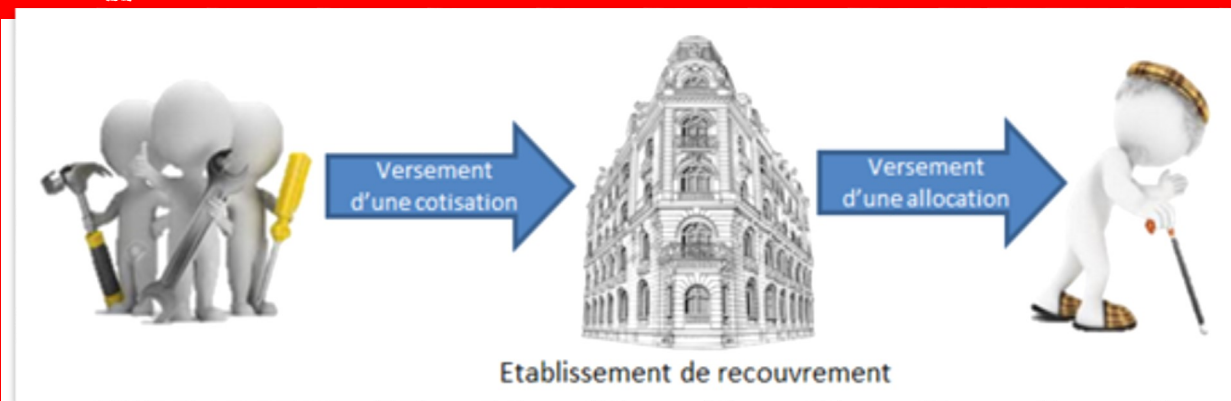 Versement
d'une cotisation
Versement
d'une allocation
Etablissement de recouvrement